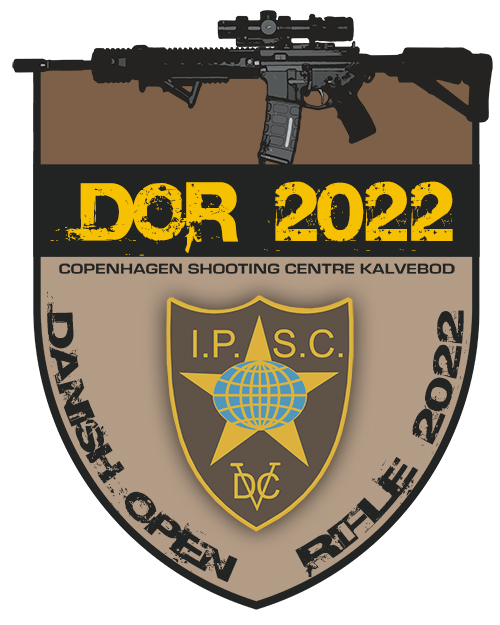 DOR 2022
COPENHAGEN SHOOTING CENTRE KALVEBOD
I.P.S.C.
DVC
DANISH OPEN RIFLE 2022